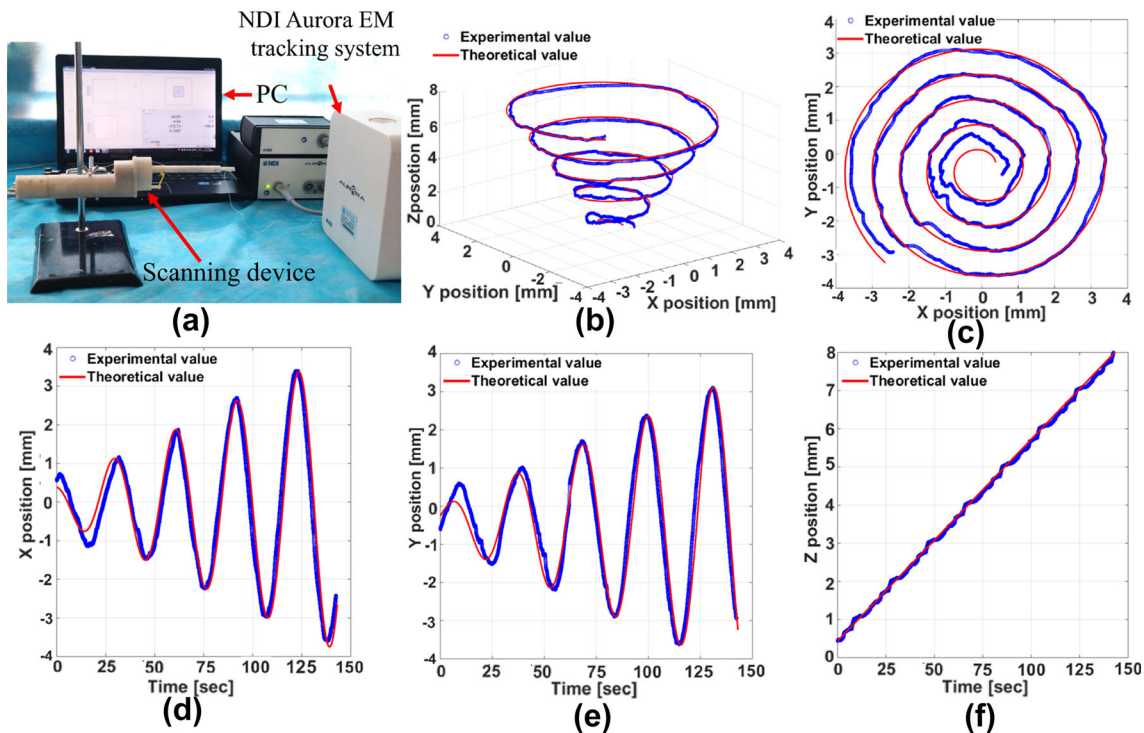 NDI Aurora EM
tracking system
PC
NDI
AURORA
Scanning device
(a)
Experimental value
Theoretical value
8
6
4
2
0
Zposotion [mm]
4
2
0
-2
-4
Y position [mm]
-4
-3
-2
-1
0
1
2
3
4
X position [mm]
(b)
Experimental value
Theoretical value
4
3
2
1
0
-1
-2
-3
-4
Y position [mm]
-4
-3
-2
-1
0
1
2
3
4
X position [mm]
(c)
Experimental value
Theoretical value
4
3
2
1
0
-1
-2
-3
-4
X position [mm]
0
25
50
75
100
125
150
Time [sec]
(d)
Experimental value
Theoretical value
4
3
2
1
0
-1
-2
-3
-4
Y position [mm]
0
25
50
75
100
125
150
Time [sec]
(e)
Experimental value
Theoretical value
8
7
6
5
4
3
2
1
0
Z position [mm]
0
25
50
75
100
125
150
Time [sec]
(f)